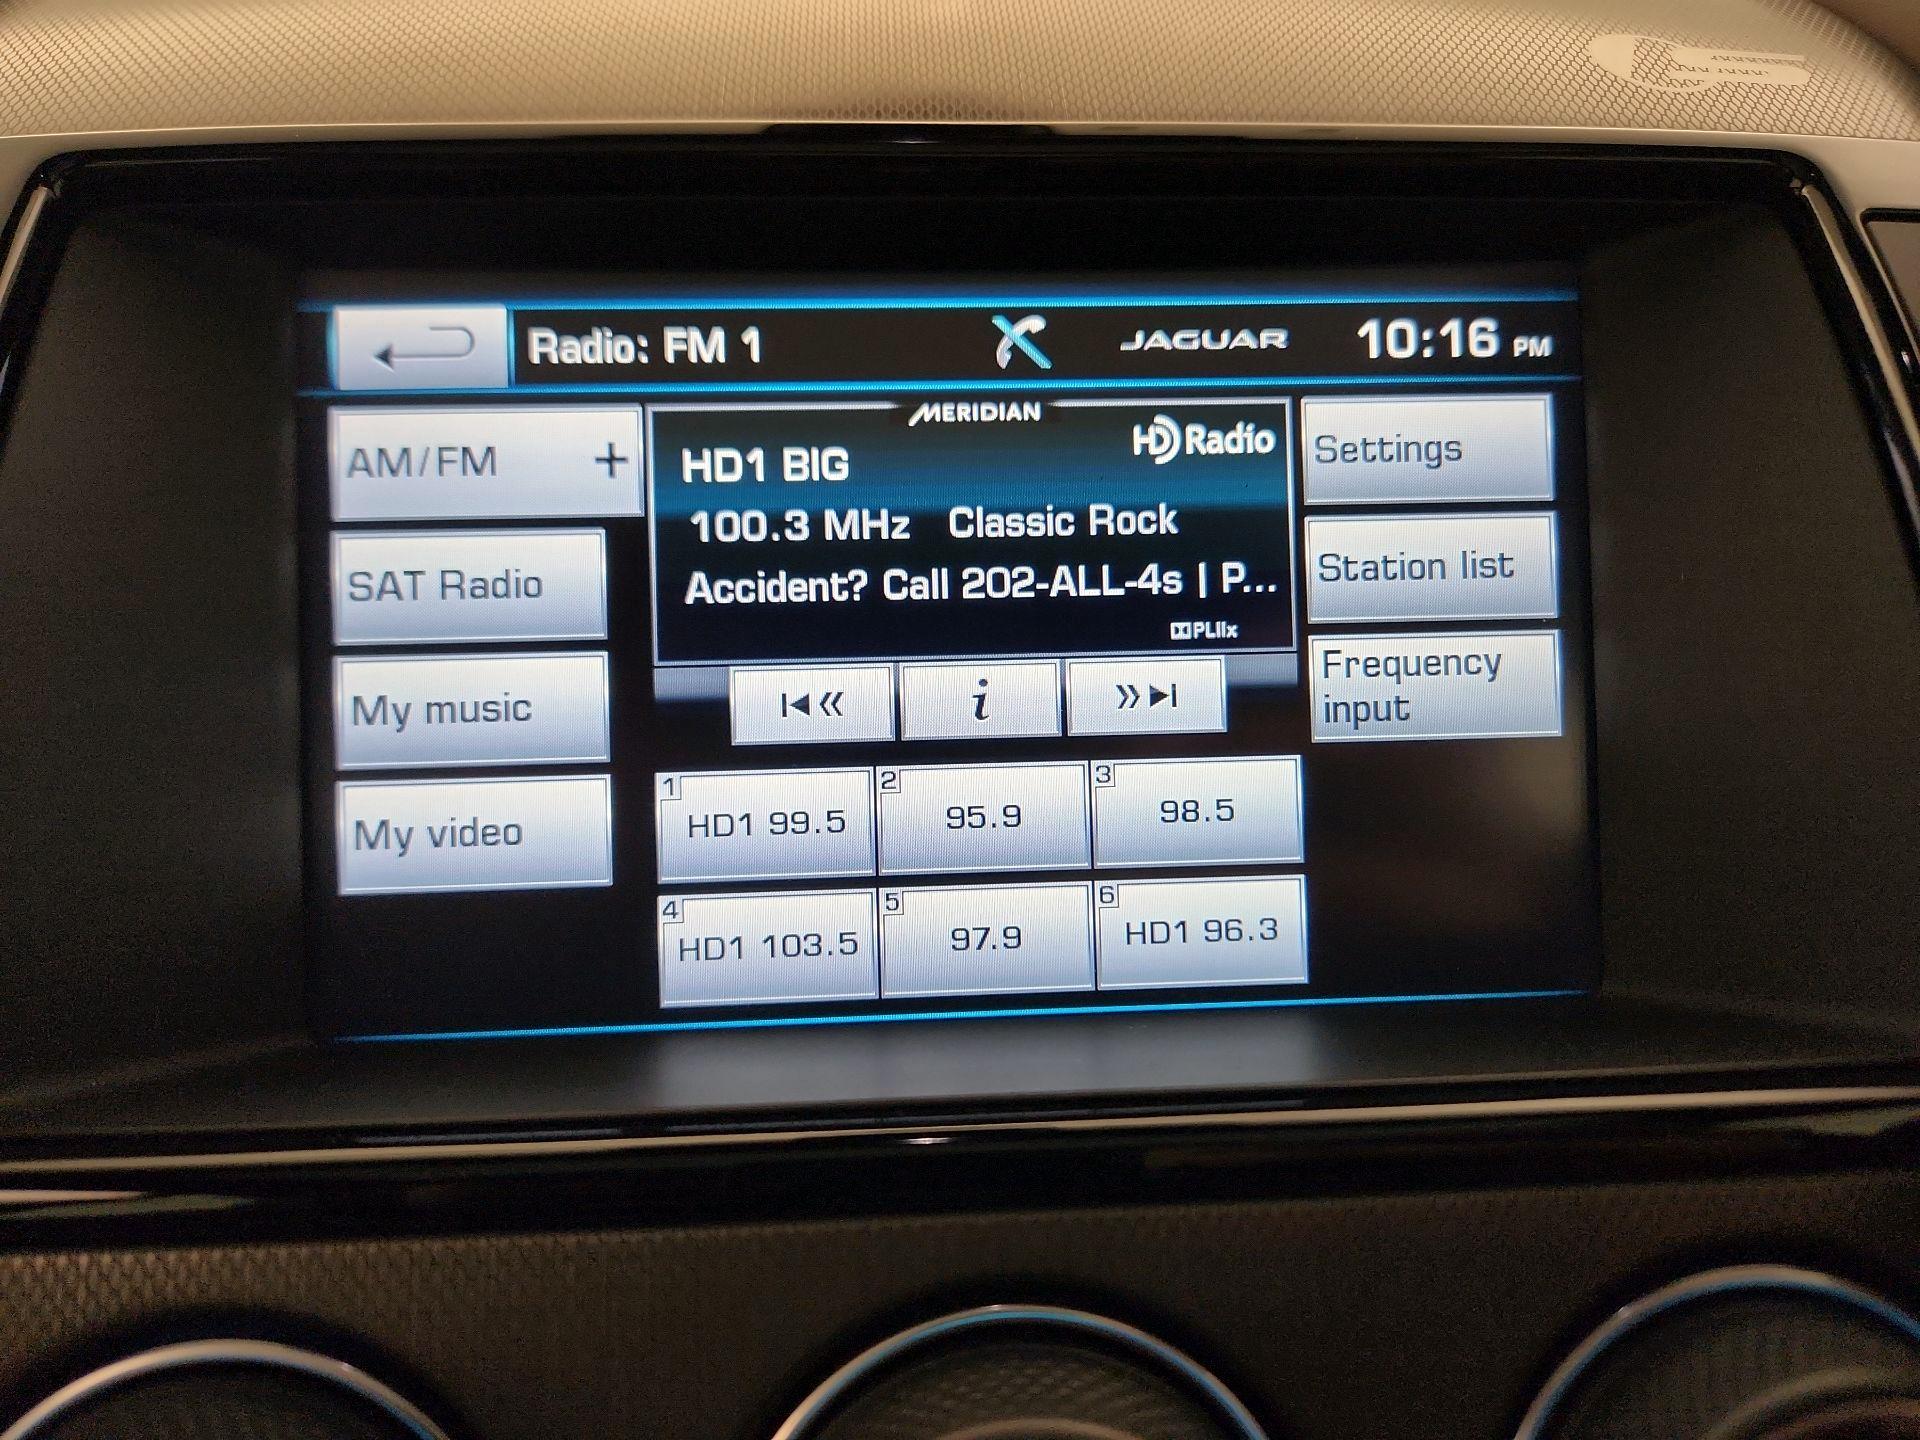 Radio: FM 1
JAGUAR
10:16 PM
AM/FM +
SAT Radio
My music
My video
MERIDIAN
HD Radio
HD1 BIG
100.3 MHz Classic Rock
Accident? Call 202-ALL-4s | P...
PLIIx
i
Settings
Station list
Frequency
input
1
HD1 99.5
2
95.9
3
98.5
4
HD1 103.5
5
97.9
6
HD1 96.3